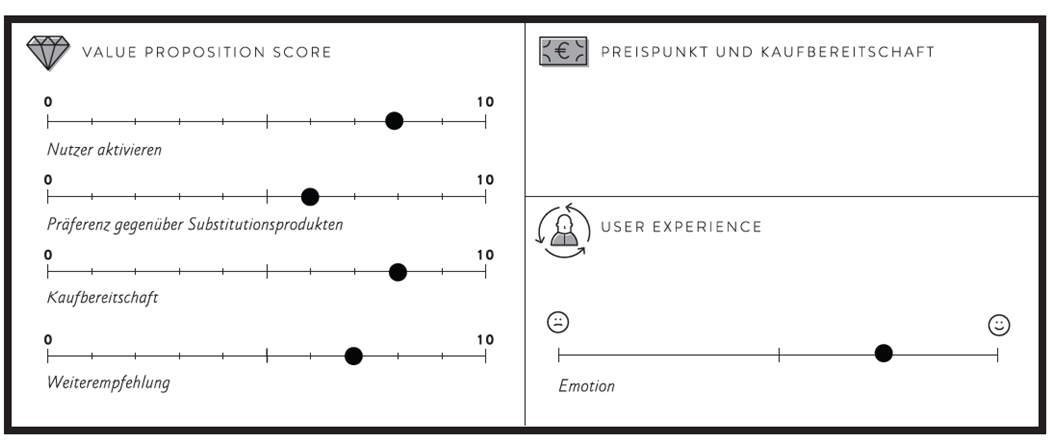 VALUE PROPOSITION SCORE
0 10
Nutzer aktivieren
0 10
Präferenz gegenüber Substitutionsprodukten
0 10
Kaufbereitschaft
0 10
Weiterempfehlung
€ PREISPUNKT UND KAUFBEREITSCHAFT
USER EXPERIENCE
Emotion